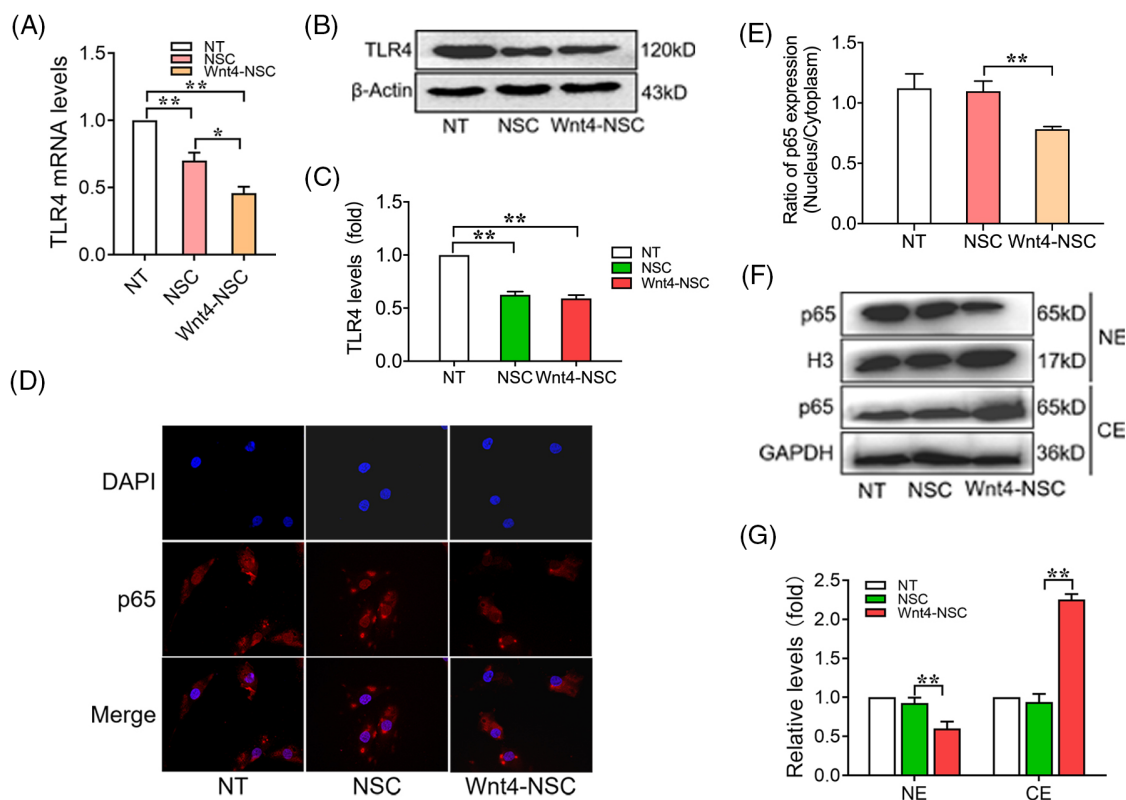 (A)
TLR4 mRNA levels
1.5
1.0
0.5
0.0
NT
NSC
Wnt4-NSC
**
**
*
NT
NSC
Wnt4-NSC
(B)
TLR4
120kD
β-Actin
43kD
NT NSC Wnt4-NSC
(C)
TLR4 levels (fold)
1.5
1.0
0.5
0.0
**
**
NT
NSC
Wnt4-NSC
NT NSC Wnt4-NSC
(D)
DAPI
p65
Merge
NT NSC Wnt4-NSC
(E)
Ratio of p65 expression
(Nucleus/Cytoplasm)
1.5
1.0
0.5
0.0
**
NT NSC Wnt4-NSC
(F)
p65 65kD
H3 17kD
NE
p65 65kD
GAPDH 36kD
CE
NT NSC Wnt4-NSC
(G)
Relative levels (fold)
2.5
2.0
1.5
1.0
0.5
0.0
NT
NSC
Wnt4-NSC
**
**
NE CE